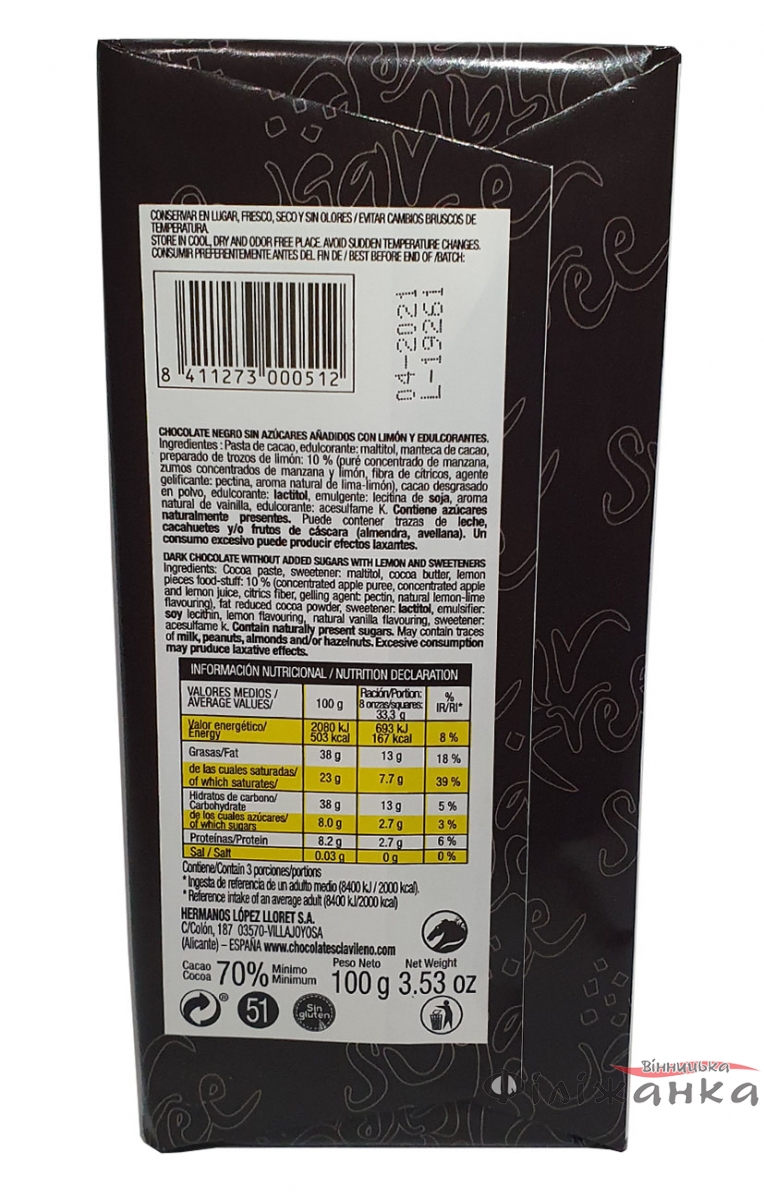 CONSERVAR EN LUGAR, FRESCO, SECO Y SIN OLORES / EVITAR CAMBIOS BRUSCOS DE
TEMPERATURA.
STORE IN COOL, DRY AND ODOR FREE PLACE. AVOID SUDDEN TEMPERATURE CHANGES.
CONSUMIR PREFERENTEMENTE ANTES DEL FIN DE / BEST BEFORE END OF /BATCH:
04-2021
L-19261
8 411273 000512
CHOCOLATE NEGRO SIN AZÚCARES AÑADIDOS CON LIMÓN Y EDULCORANTES.
Ingredientes : Pasta de cacao, edulcorante: maltitol, manteca de cacao,
preparado de trozos de limón: 10 % (puré concentrado de manzana,
zumos concentrados de manzana y limón, fibra de cítricos, agente
gelificante: pectina, aroma natural de lima-limón), cacao desgrasado
en polvo, edulcorante: lactitol, emulgente: lecitina de soja, aroma
natural de vainilla, edulcorante: acesulfame K. Contiene azúcares
naturalmente presentes. Puede contener trazas de leche,
cacahuetes y/o frutos de cáscara (almendra, avellana). Un
consumo excesivo puede producir efectos laxantes.
DARK CHOCOLATE WITHOUT ADDED SUGARS WITH LEMON AND SWEETENERS
Ingredients: Cocoa paste, sweetener: maltitol, cocoa butter, lemon
pieces food-stuff: 10 % (concentrated apple puree, concentrated apple
and lemon juice, citrics fiber, gelling agent: pectin, natural lemon-lime
flavouring), fat reduced cocoa powder, sweetener: lactitol, emulsifier:
soy lecithin, lemon flavouring, natural vanilla flavouring, sweetener:
acesulfame k. Contain naturally present sugars. May contain traces
of milk, peanuts, almonds and/or hazelnuts. Excesive consumption
may pruduce laxative effects.
INFORMACIÓN NUTRICIONAL / NUTRITION DECLARATION
VALORES MEDIOS / AVERAGE VALUES/ 100 g Ración/Portion: 8 onzas/squares: 33,3 g % IR/RI*
Valor energético/ Energy 2080 kJ 503 kcal 693 kJ 167 kcal 8 %
Grasas/Fat 38 g 13 g 18 %
de las cuales saturadas/ of which saturates/ 23 g 7.7 g 39 %
Hidratos de carbono/ Carbohydrate 38 g 13 g 5 %
de los cuales azúcares/ of which sugars 8.0 g 2.7 g 3 %
Proteínas/Protein 8.2 g 2.7 g 6 %
Sal / Salt 0.03 g 0 g 0 %
Contiene/Contain 3 porciones/portions
* Ingesta de referencia de un adulto medio (8400 kJ / 2000 kcal).
* Reference intake of an average adult (8400 kJ/2000 kcal)
HERMANOS LÓPEZ LLORET S.A.
C/Colón, 187 03570-VILLAJOYOSA
(Alicante) – ESPAÑA www.chocolatesclavileno.com
Cacao Cocoa 70% Mínimo Minimum
Peso Neto Net Weight
100 g 3.53 oz
51
Sin gluten
Вінницька
Філіжанка